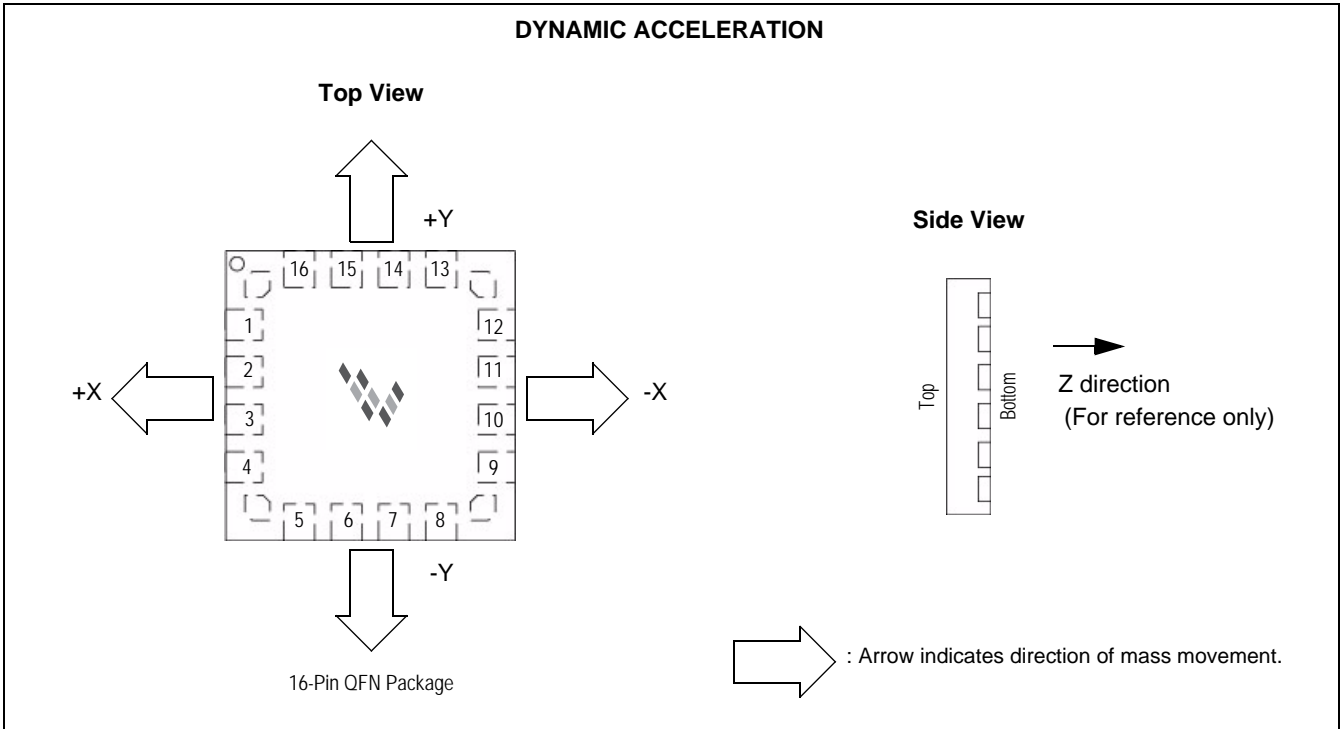 DYNAMIC ACCELERATION
Top View
+Y
16 15 14 13
1
2
3
4
12
11
10
9
5 6 7 8
+X
-X
-Y
16-Pin QFN Package
Side View
Top
Bottom
Z direction
(For reference only)
: Arrow indicates direction of mass movement.